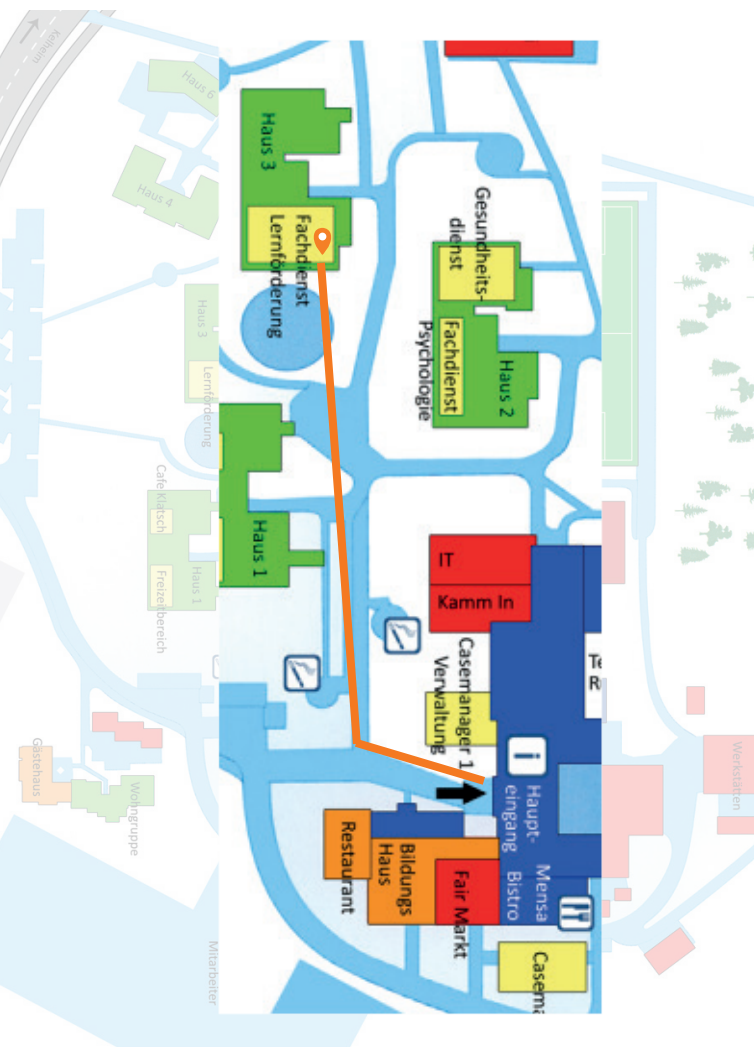 Kelheim
Haus 6
Haus 4
Haus 3
Lernförderung
Cafe Klatsch
Haus 1
Freizeitbereich
Gästehaus
Wohngruppe
Mitarbeiter
Werkstätten
Haus 3
Fachdienst
Lernförderung
Gesundheits-
dienst
Haus 2
Fachdienst
Psychologie
Haus 1
IT
Kamm In
Casemanager 1
Verwaltung
i
Haupt-
eingang
Mensa
Bistro
Bildungs
Haus
Restaurant
Fair Markt